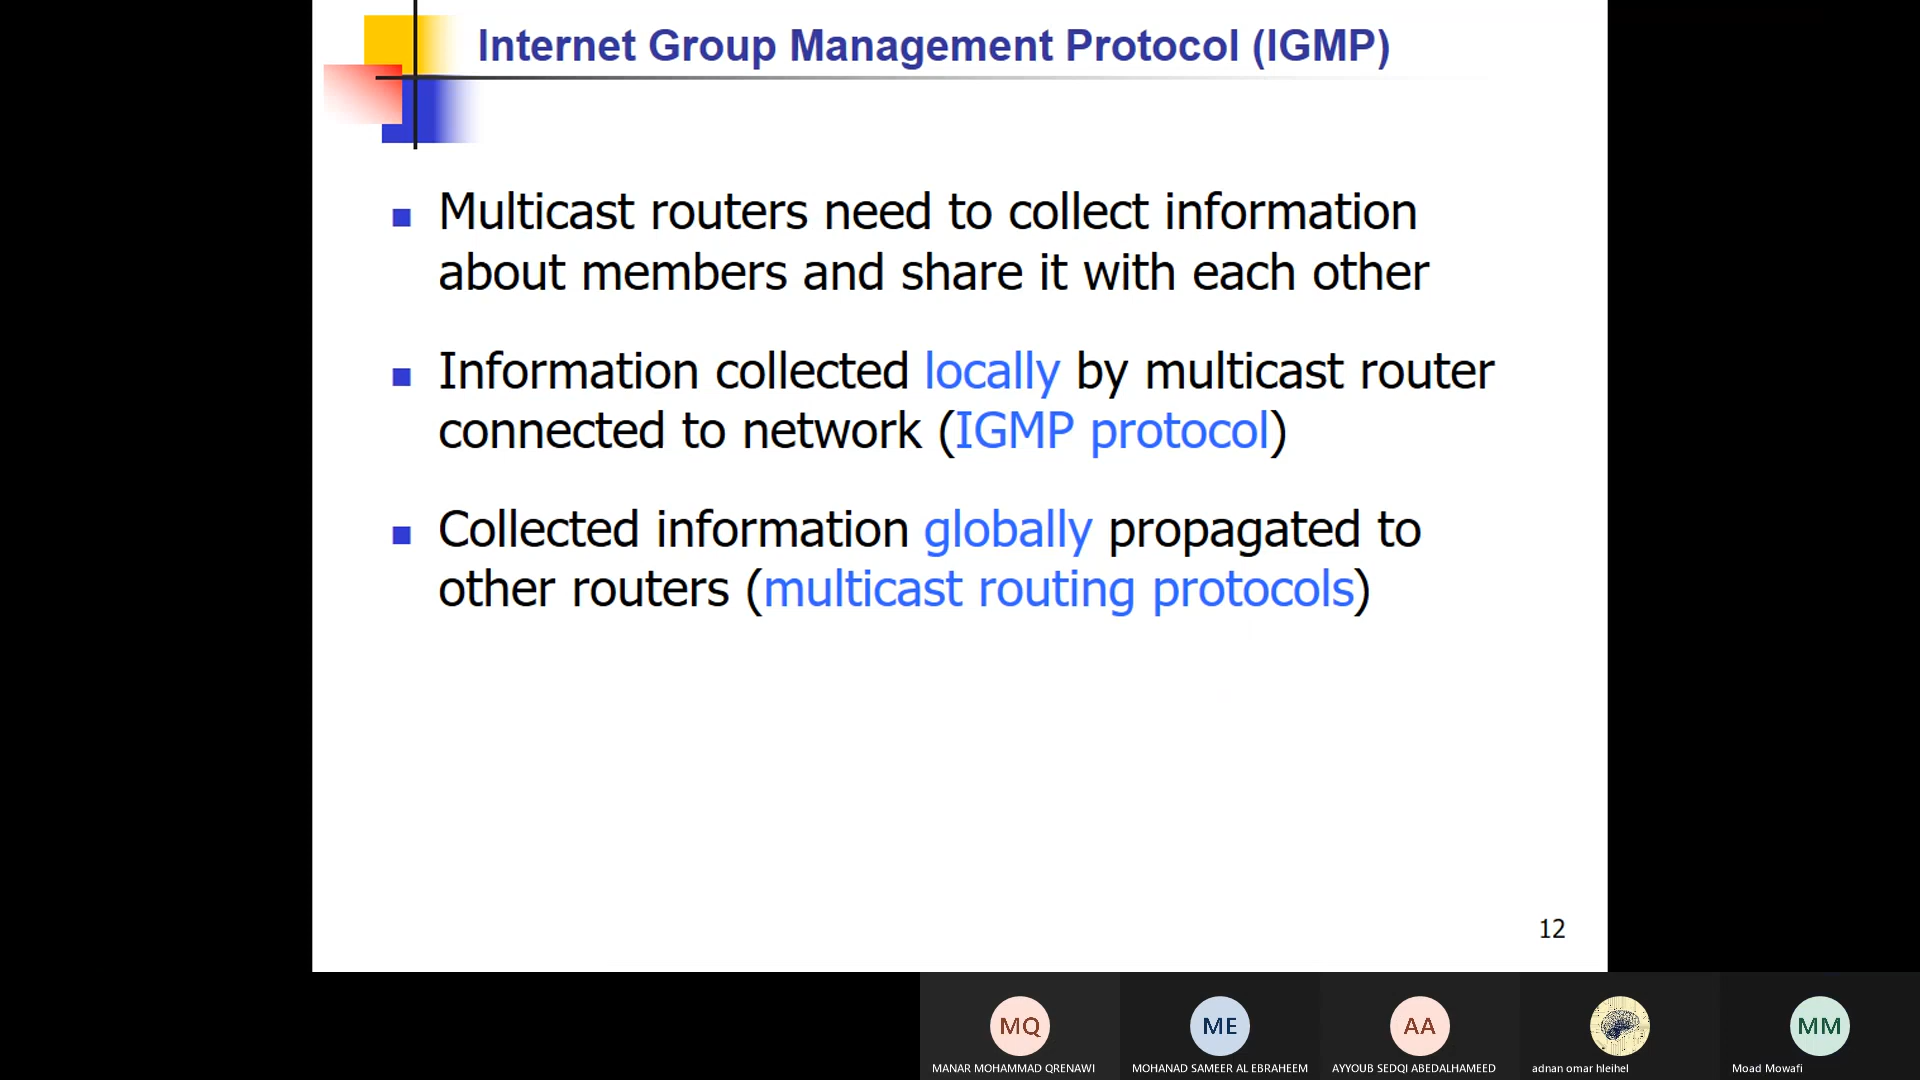 Internet Group Management Protocol (IGMP)
Multicast routers need to collect information
about members and share it with each other
Information collected locally by multicast router
connected to network (IGMP protocol)
Collected information globally propagated to
other routers (multicast routing protocols)
12
MQ
ME
AA
MM
MANAR MOHAMMAD QRENAWI
MOHANAD SAMEER AL EBRAHEEM
AYYOUB SEDQI ABEDALHAMEED
adnan omar hleihel
Moad Mowafi